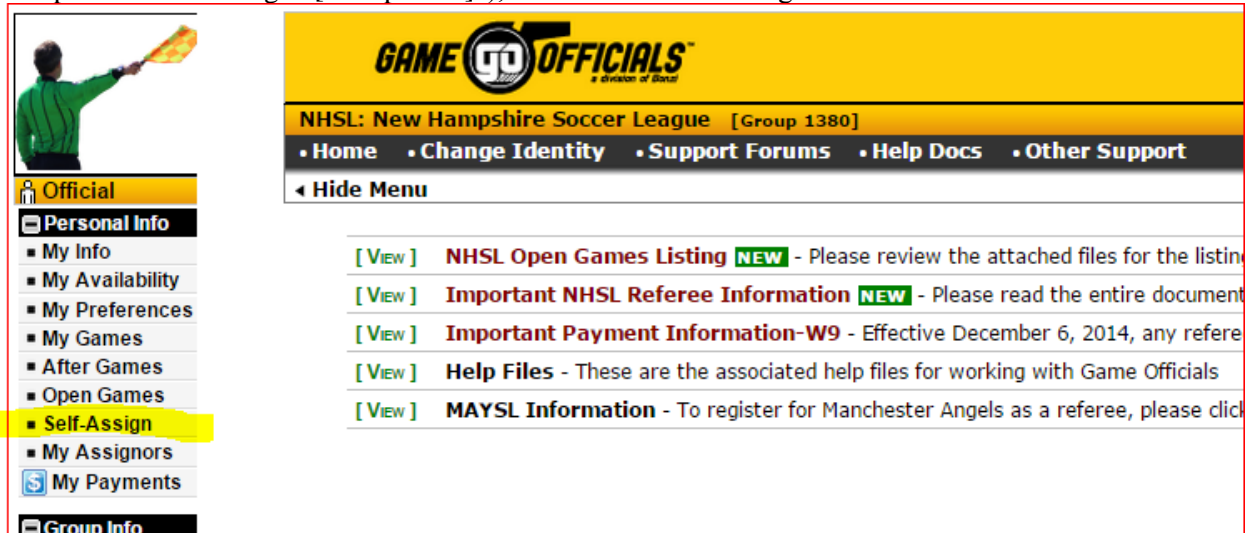 GAME go OFFICIALS
a division of Banzi
NHSL: New Hampshire Soccer League [Group 1380]
• Home • Change Identity • Support Forums • Help Docs • Other Support
◂ Hide Menu
Official
Personal Info
▪ My Info
▪ My Availability
▪ My Preferences
▪ My Games
▪ After Games
▪ Open Games
▪ Self-Assign
▪ My Assignors
$ My Payments
Group Info
[ VIEW ] NHSL Open Games Listing NEW - Please review the attached files for the listin
[ VIEW ] Important NHSL Referee Information NEW - Please read the entire document
[ VIEW ] Important Payment Information-W9 - Effective December 6, 2014, any refere
[ VIEW ] Help Files - These are the associated help files for working with Game Officials
[ VIEW ] MAYSL Information - To register for Manchester Angels as a referee, please click